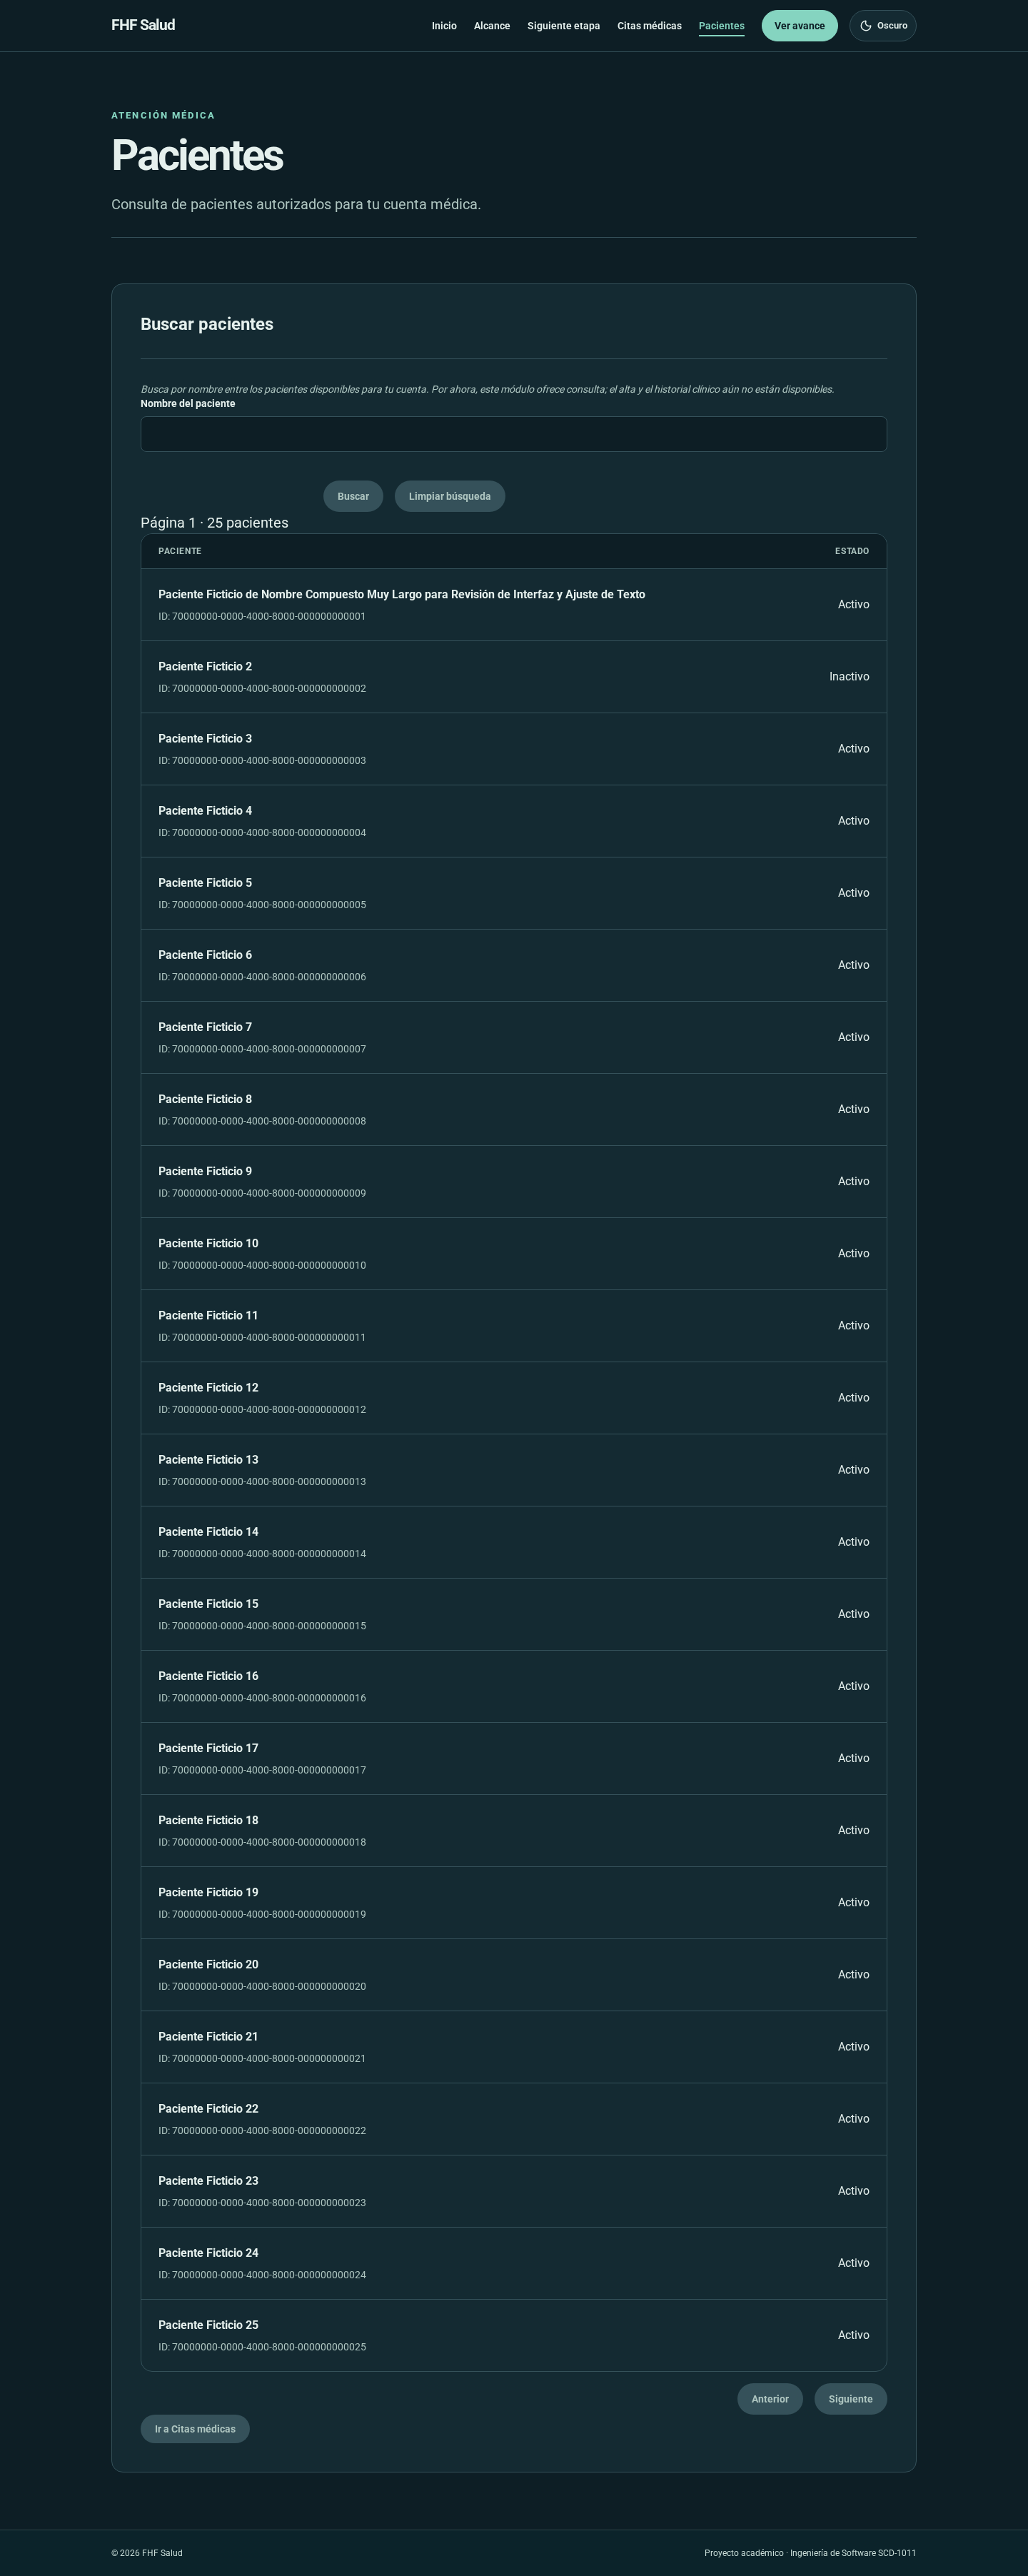 FHF Salud
Inicio Alcance Siguiente etapa Citas médicas Pacientes Ver avance Oscuro
ATENCIÓN MÉDICA
Pacientes
Consulta de pacientes autorizados para tu cuenta médica.
Buscar pacientes
Busca por nombre entre los pacientes disponibles para tu cuenta. Por ahora, este módulo ofrece consulta; el alta y el historial clínico aún no están disponibles.
Nombre del paciente
Buscar Limpiar búsqueda
Página 1 · 25 pacientes
PACIENTE ESTADO
Paciente Ficticio de Nombre Compuesto Muy Largo para Revisión de Interfaz y Ajuste de Texto
ID: 70000000-0000-4000-8000-000000000001
Activo
Paciente Ficticio 2
ID: 70000000-0000-4000-8000-000000000002
Inactivo
Paciente Ficticio 3
ID: 70000000-0000-4000-8000-000000000003
Activo
Paciente Ficticio 4
ID: 70000000-0000-4000-8000-000000000004
Activo
Paciente Ficticio 5
ID: 70000000-0000-4000-8000-000000000005
Activo
Paciente Ficticio 6
ID: 70000000-0000-4000-8000-000000000006
Activo
Paciente Ficticio 7
ID: 70000000-0000-4000-8000-000000000007
Activo
Paciente Ficticio 8
ID: 70000000-0000-4000-8000-000000000008
Activo
Paciente Ficticio 9
ID: 70000000-0000-4000-8000-000000000009
Activo
Paciente Ficticio 10
ID: 70000000-0000-4000-8000-000000000010
Activo
Paciente Ficticio 11
ID: 70000000-0000-4000-8000-000000000011
Activo
Paciente Ficticio 12
ID: 70000000-0000-4000-8000-000000000012
Activo
Paciente Ficticio 13
ID: 70000000-0000-4000-8000-000000000013
Activo
Paciente Ficticio 14
ID: 70000000-0000-4000-8000-000000000014
Activo
Paciente Ficticio 15
ID: 70000000-0000-4000-8000-000000000015
Activo
Paciente Ficticio 16
ID: 70000000-0000-4000-8000-000000000016
Activo
Paciente Ficticio 17
ID: 70000000-0000-4000-8000-000000000017
Activo
Paciente Ficticio 18
ID: 70000000-0000-4000-8000-000000000018
Activo
Paciente Ficticio 19
ID: 70000000-0000-4000-8000-000000000019
Activo
Paciente Ficticio 20
ID: 70000000-0000-4000-8000-000000000020
Activo
Paciente Ficticio 21
ID: 70000000-0000-4000-8000-000000000021
Activo
Paciente Ficticio 22
ID: 70000000-0000-4000-8000-000000000022
Activo
Paciente Ficticio 23
ID: 70000000-0000-4000-8000-000000000023
Activo
Paciente Ficticio 24
ID: 70000000-0000-4000-8000-000000000024
Activo
Paciente Ficticio 25
ID: 70000000-0000-4000-8000-000000000025
Activo
Anterior Siguiente
Ir a Citas médicas
© 2026 FHF Salud
Proyecto académico · Ingeniería de Software SCD-1011